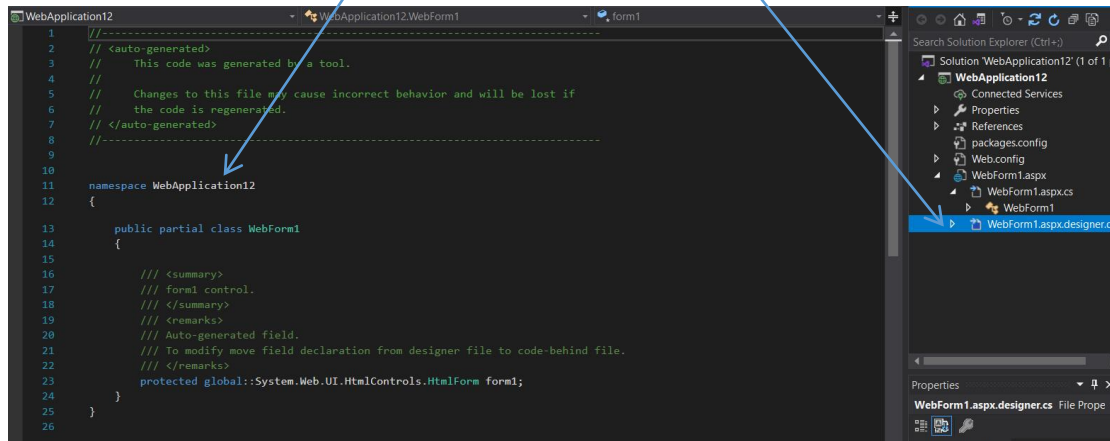 WebApplication12
WebApplication12.WebForm1
form1
1 //------------------------------------------------------------------------------
2 // <auto-generated>
3 //     This code was generated by a tool.
4 //
5 //     Changes to this file may cause incorrect behavior and will be lost if
6 //     the code is regenerated.
7 // </auto-generated>
8 //------------------------------------------------------------------------------
9
10
11 namespace WebApplication12
12 {
13     public partial class WebForm1
14     {
15
16         /// <summary>
17         /// form1 control.
18         /// </summary>
19         /// <remarks>
20         /// Auto-generated field.
21         /// To modify move field declaration from designer file to code-behind file.
22         /// </remarks>
23         protected global::System.Web.UI.HtmlControls.HtmlForm form1;
24     }
25 }
26
Search Solution Explorer (Ctrl+;)
Solution 'WebApplication12' (1 of 1
WebApplication12
Connected Services
Properties
References
packages.config
Web.config
WebForm1.aspx
WebForm1.aspx.cs
WebForm1
WebForm1.aspx.designer.c
Properties
WebForm1.aspx.designer.cs File Prope